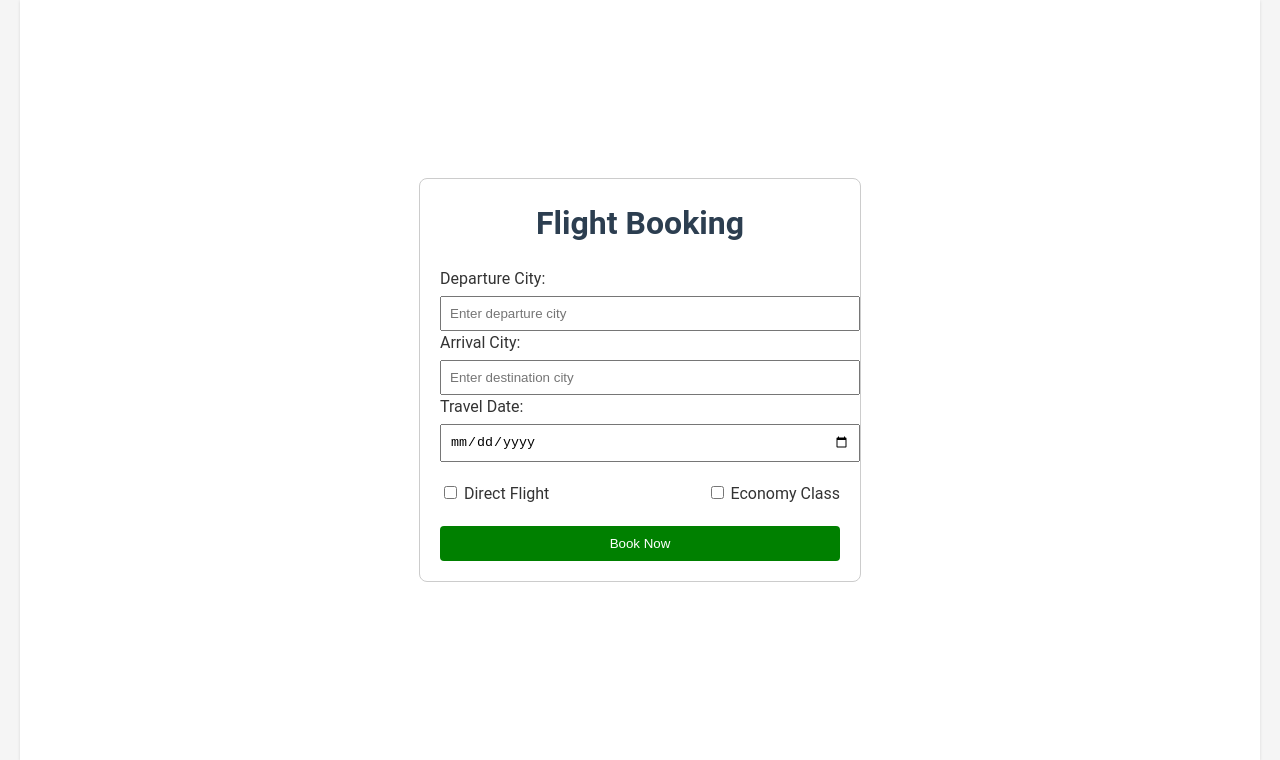 Flight Booking
Departure City:
Enter departure city
Arrival City:
Enter destination city
Travel Date:
mm/dd/yyyy
Direct Flight Economy Class
Book Now